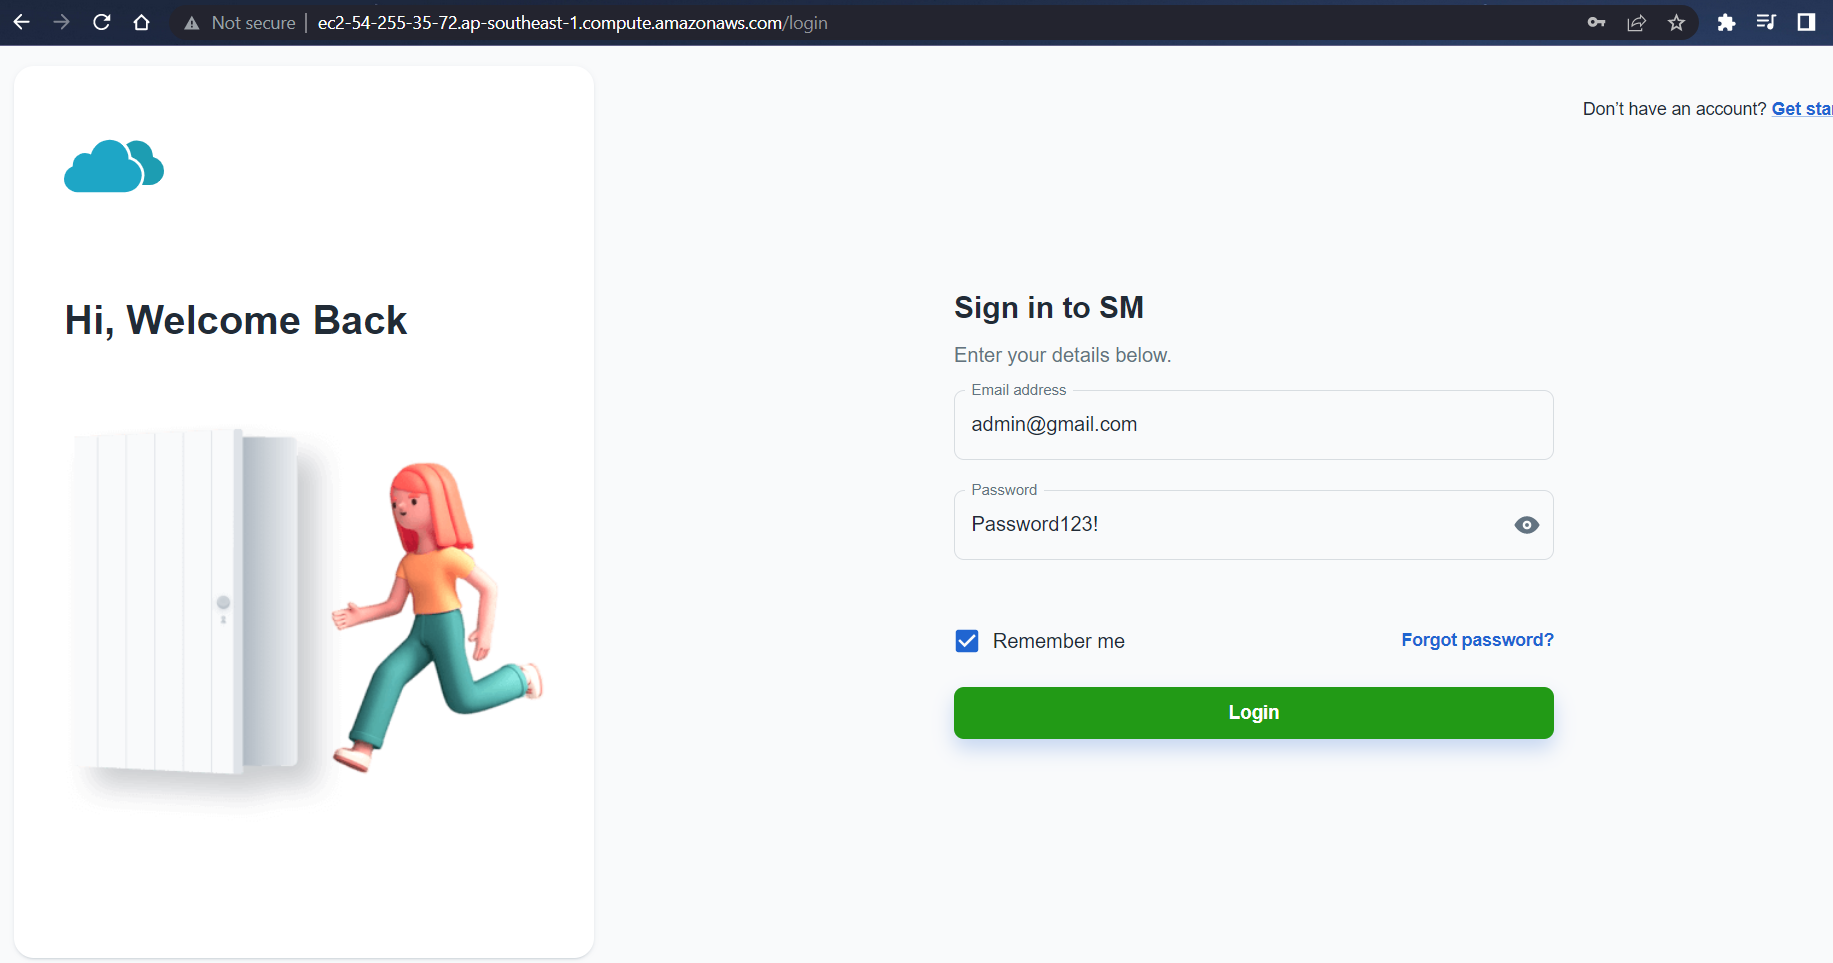 Not secure | ec2-54-255-35-72.ap-southeast-1.compute.amazonaws.com/login
Don't have an account? Get star
Hi, Welcome Back
Sign in to SM
Enter your details below.
Email address
admin@gmail.com
Password
Password123!
Remember me
Forgot password?
Login